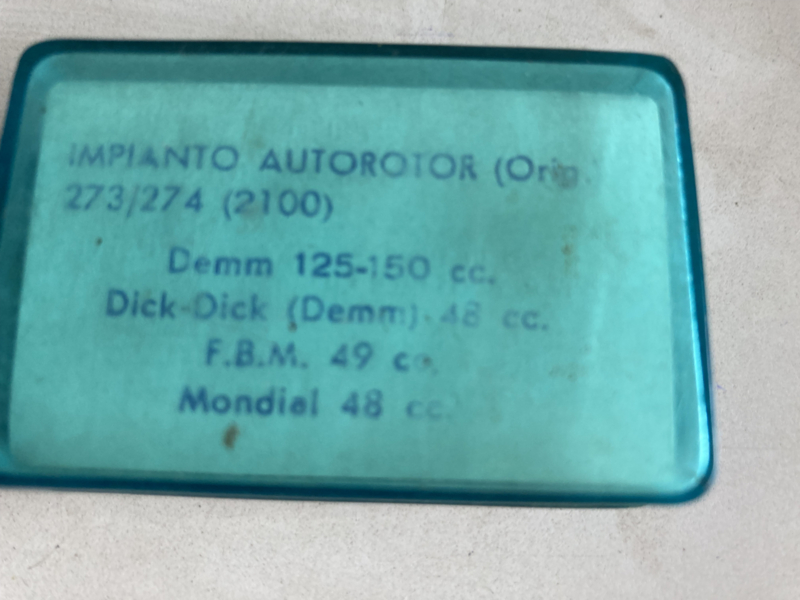 IMPIANTO AUTOROTOR (Orig.
273/274 (2100)
Demm 125-150 cc.
Dick-Dick (Demm) 48 cc.
F.B.M. 49 cc.
Mondial 48 cc.